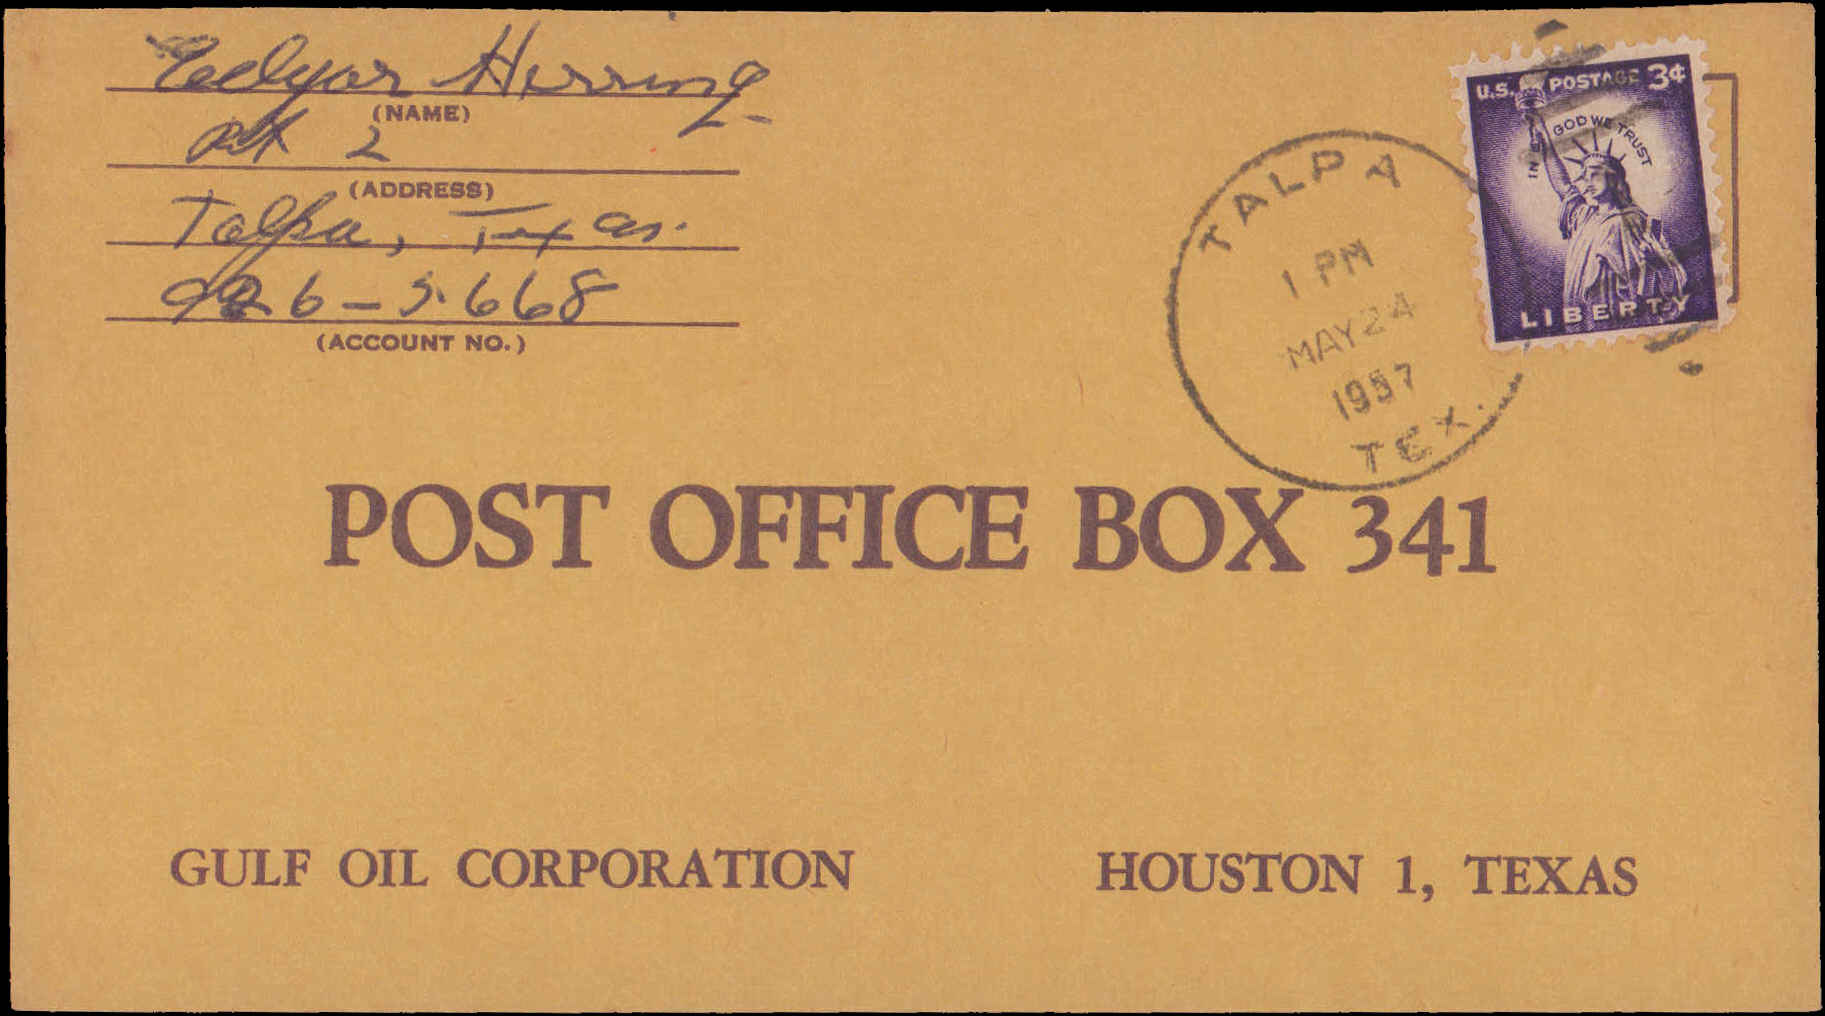 Edgar Herring
(NAME)
Rt 2
(ADDRESS)
Talpa, Texas.
926-5668
(ACCOUNT NO.)
U.S. POSTAGE 3¢
IN GOD WE TRUST
LIBERTY
TALPA
1 PM
MAY 24
1957
TEX.
POST OFFICE BOX 341
GULF OIL CORPORATION HOUSTON 1, TEXAS